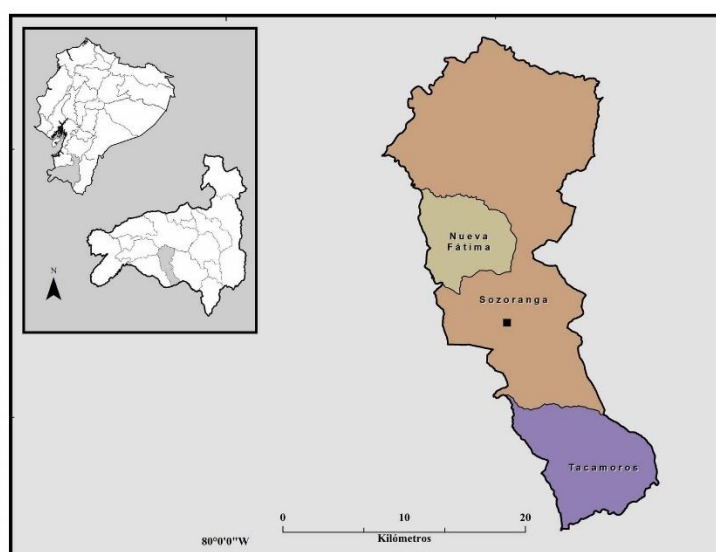 N
Nueva
Fátima
Sozoranga
Tacamoros
0 10 20
Kilómetros
80°0'0"W